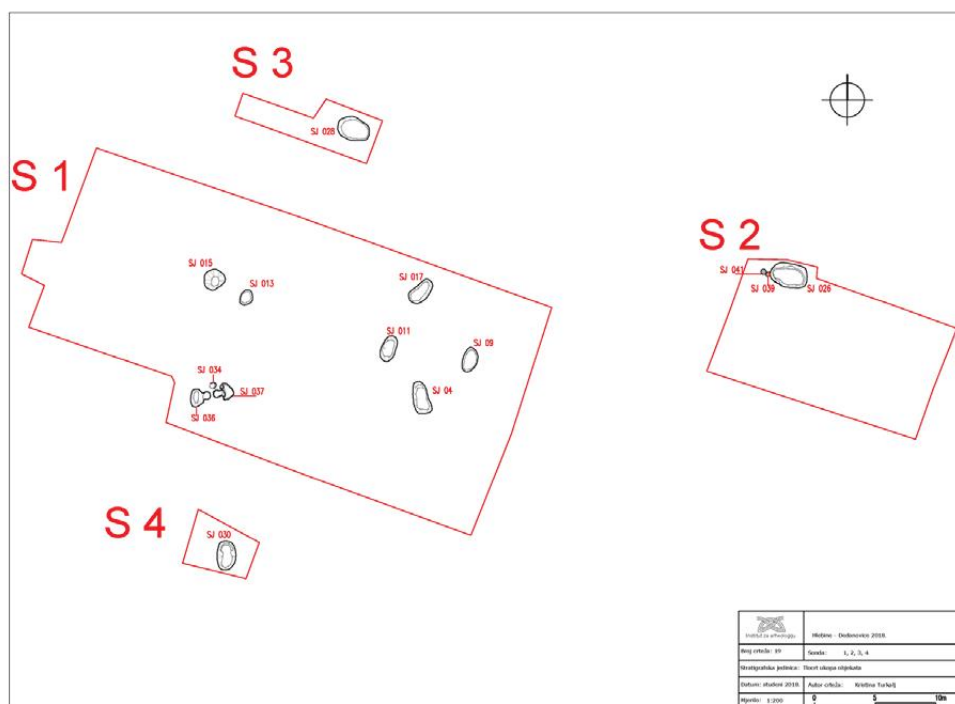 S 3
SJ 028
S 1
S 2
SJ 015
SJ 013
SJ 017
SJ 041
SJ 039
SJ 026
SJ 011
SJ 09
SJ 034
SJ 037
SJ 04
SJ 036
S 4
SJ 030
Institut za arheologiju
Hlebine - Dedanovice 2018.
Broj crteža: 19
Sonda: 1, 2, 3, 4
Stratigrafska jedinica: Tlocrt ukopa objekata
Datum: studeni 2018.
Autor crteža: Kristina Turkalj
Mjerilo: 1:200
0 5 10m